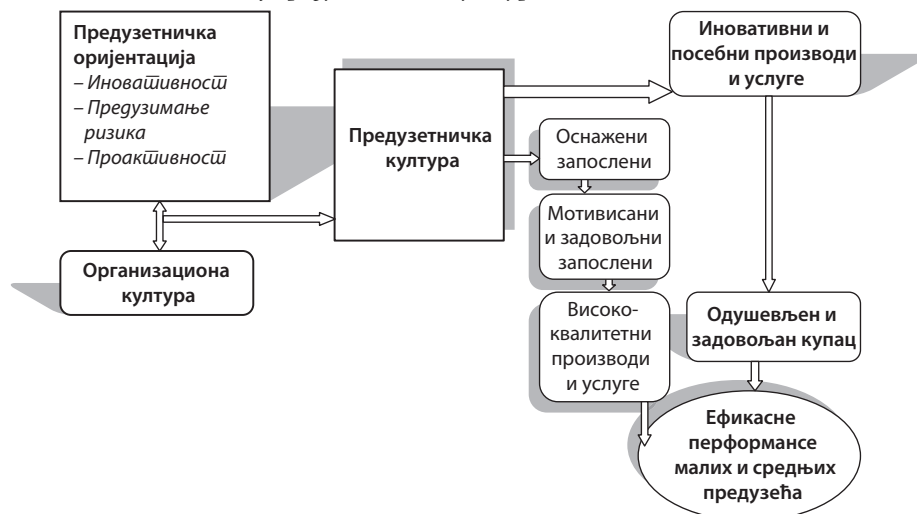 Предузетничка
оријентација
– Иновативност
– Предузимање
ризика
– Проактивност
Организациона
култура
Предузетничка
култура
Оснажени
запослени
Мотивисани
и задовољни
запослени
Високо-
квалитетни
производи
и услуге
Иновативни и
посебни производи
и услуге
Одушевљен и
задовољан купац
Ефикасне
перформансе
малих и средњих
предузећа